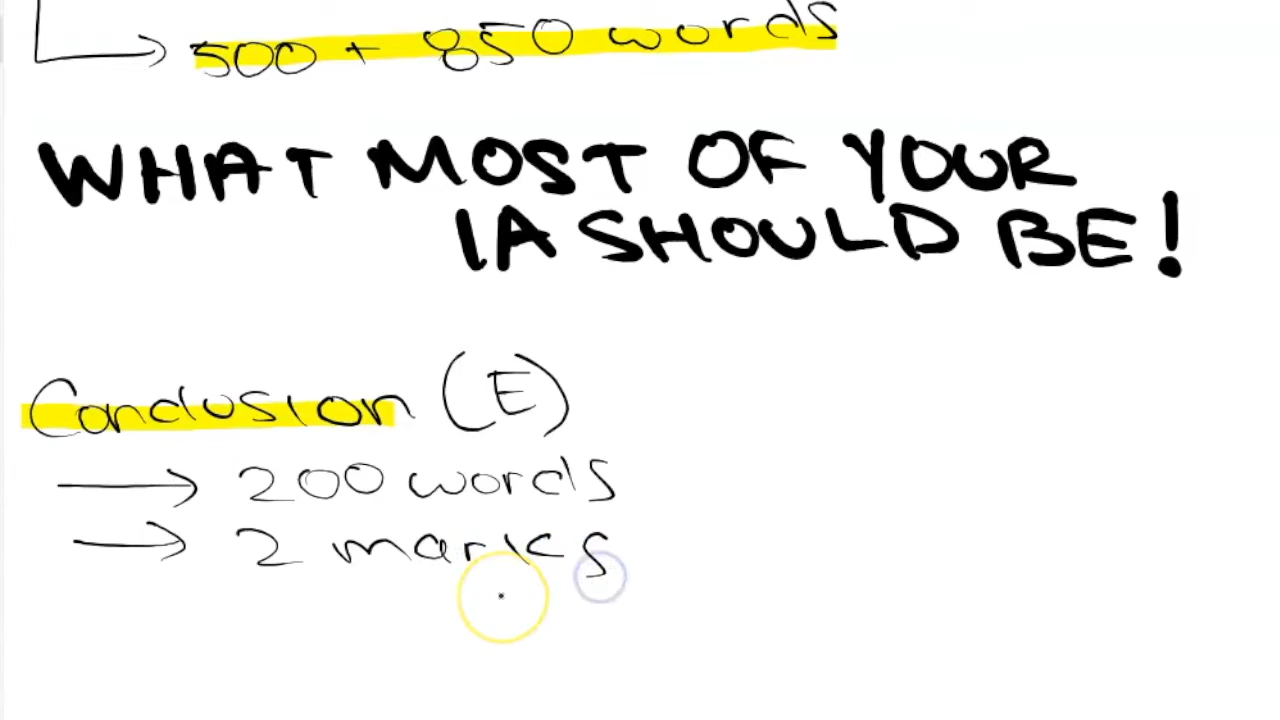 500 + 850 words
WHAT MOST OF YOUR
IA SHOULD BE!
Conclusion (E)
→ 200 words
→ 2 marks